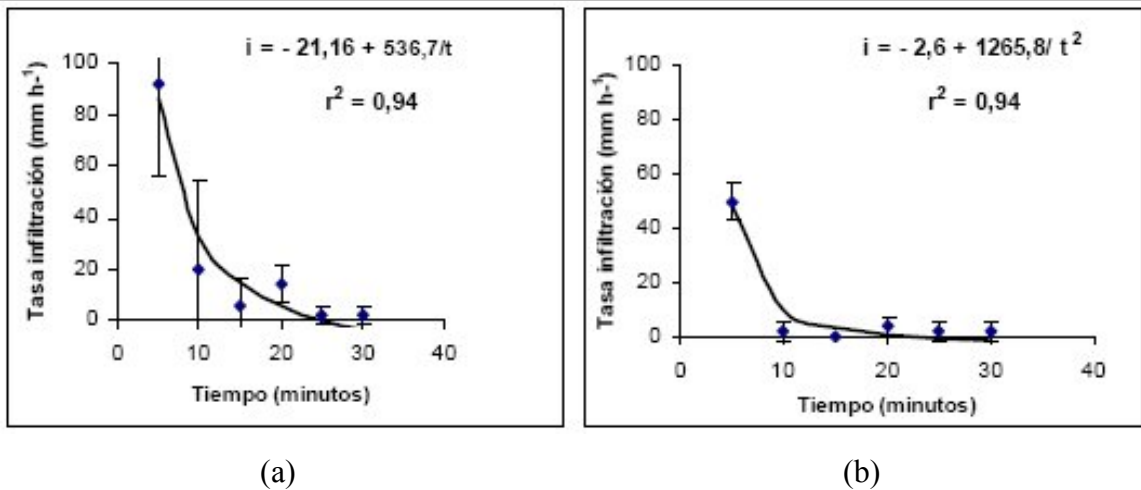 i = - 21,16 + 536,7/t
r² = 0,94
Tasa infiltración (mm h-¹)
100
80
60
40
20
0
0 10 20 30 40
Tiempo (minutos)
(a)
i = - 2,6 + 1265,8/ t²
r² = 0,94
Tasa infiltración (mm h-¹)
100
80
60
40
20
0
0 10 20 30 40
Tiempo (minutos)
(b)